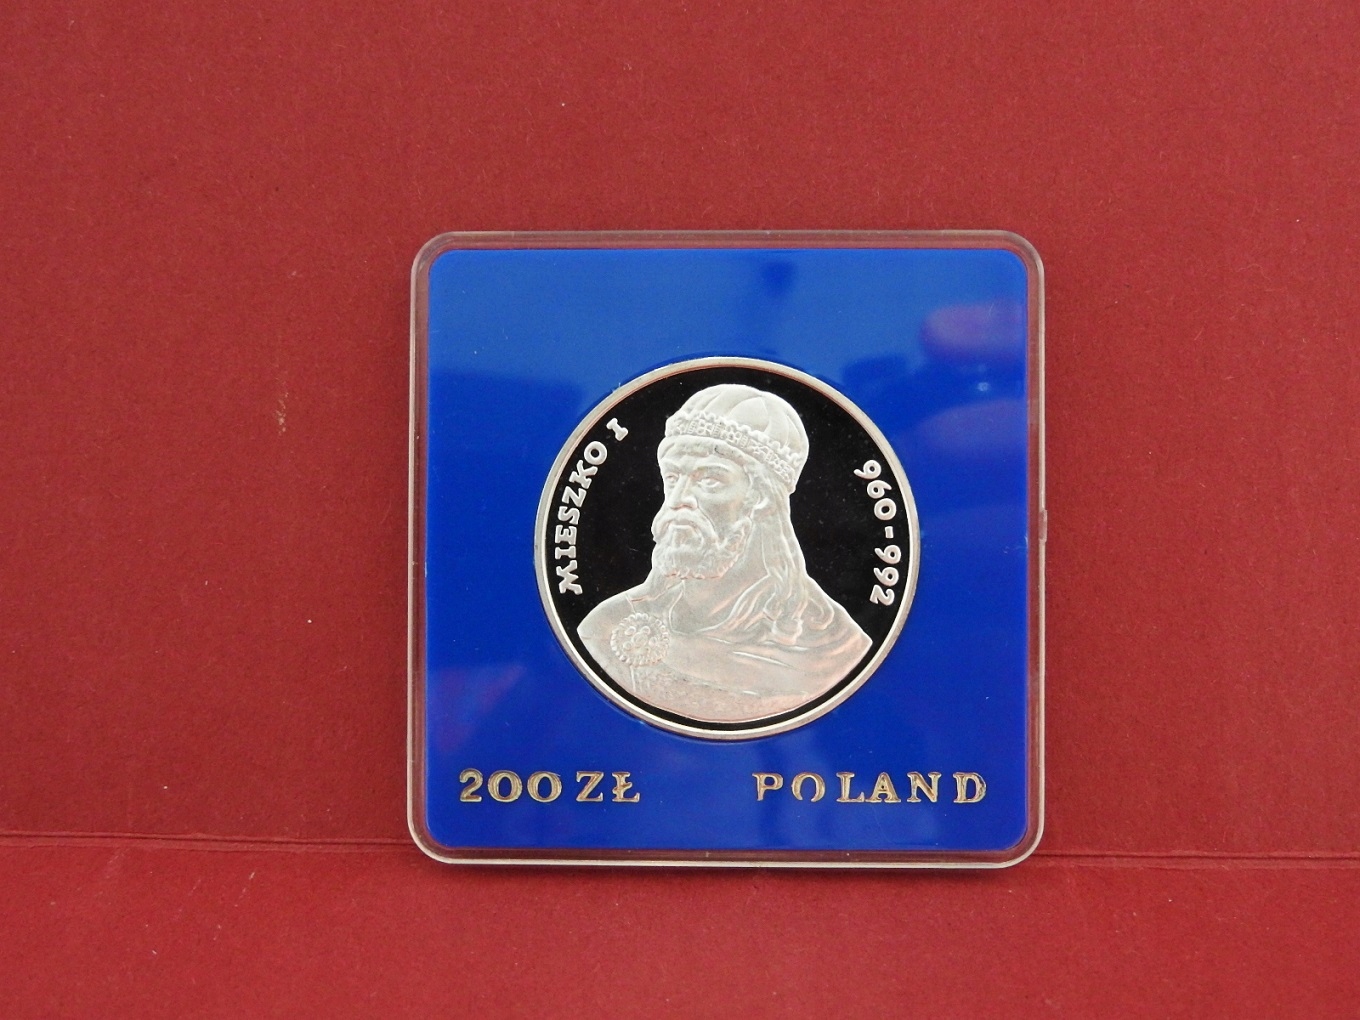 MIESZKO I
960-992
200 ZŁ POLAND